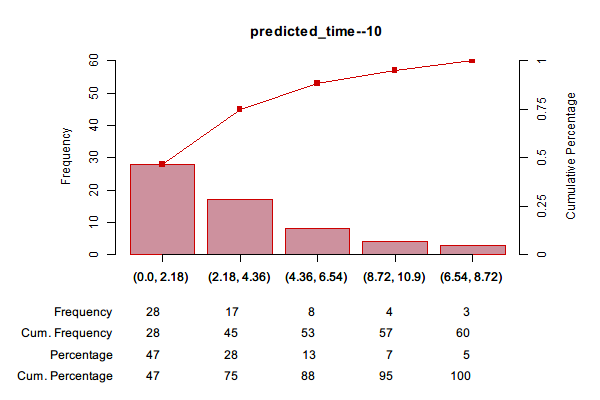 predicted_time--10
60
50
40
30
20
10
0
Frequency
1
0.75
0.5
0.25
0
Cumulative Percentage
(0.0, 2.18) (2.18, 4.36) (4.36, 6.54) (8.72, 10.9) (6.54, 8.72)
Frequency 28 17 8 4 3
Cum. Frequency 28 45 53 57 60
Percentage 47 28 13 7 5
Cum. Percentage 47 75 88 95 100